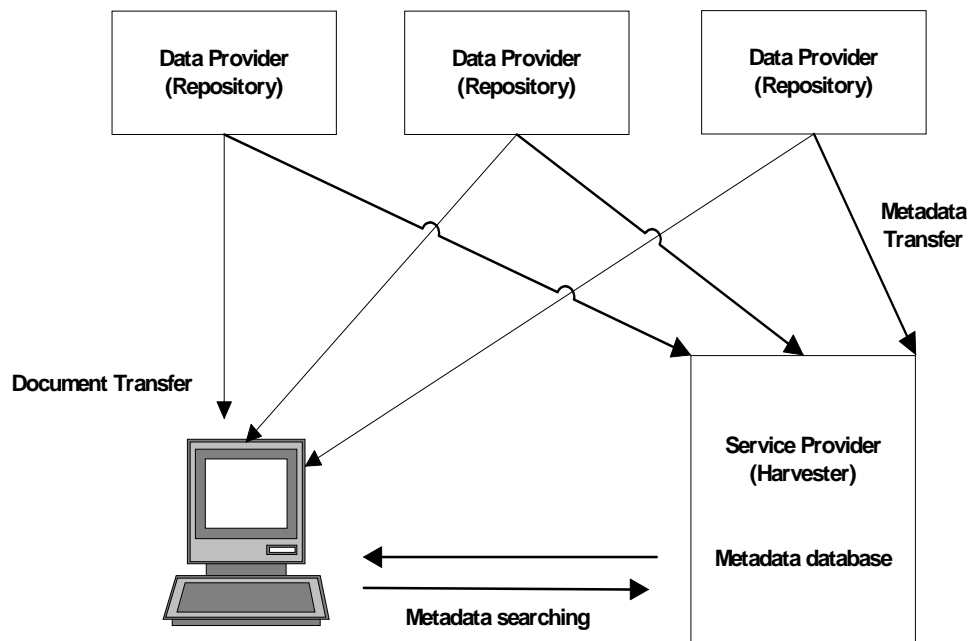 Data Provider
(Repository)
Data Provider
(Repository)
Data Provider
(Repository)
Metadata
Transfer
Document Transfer
Service Provider
(Harvester)
Metadata database
Metadata searching